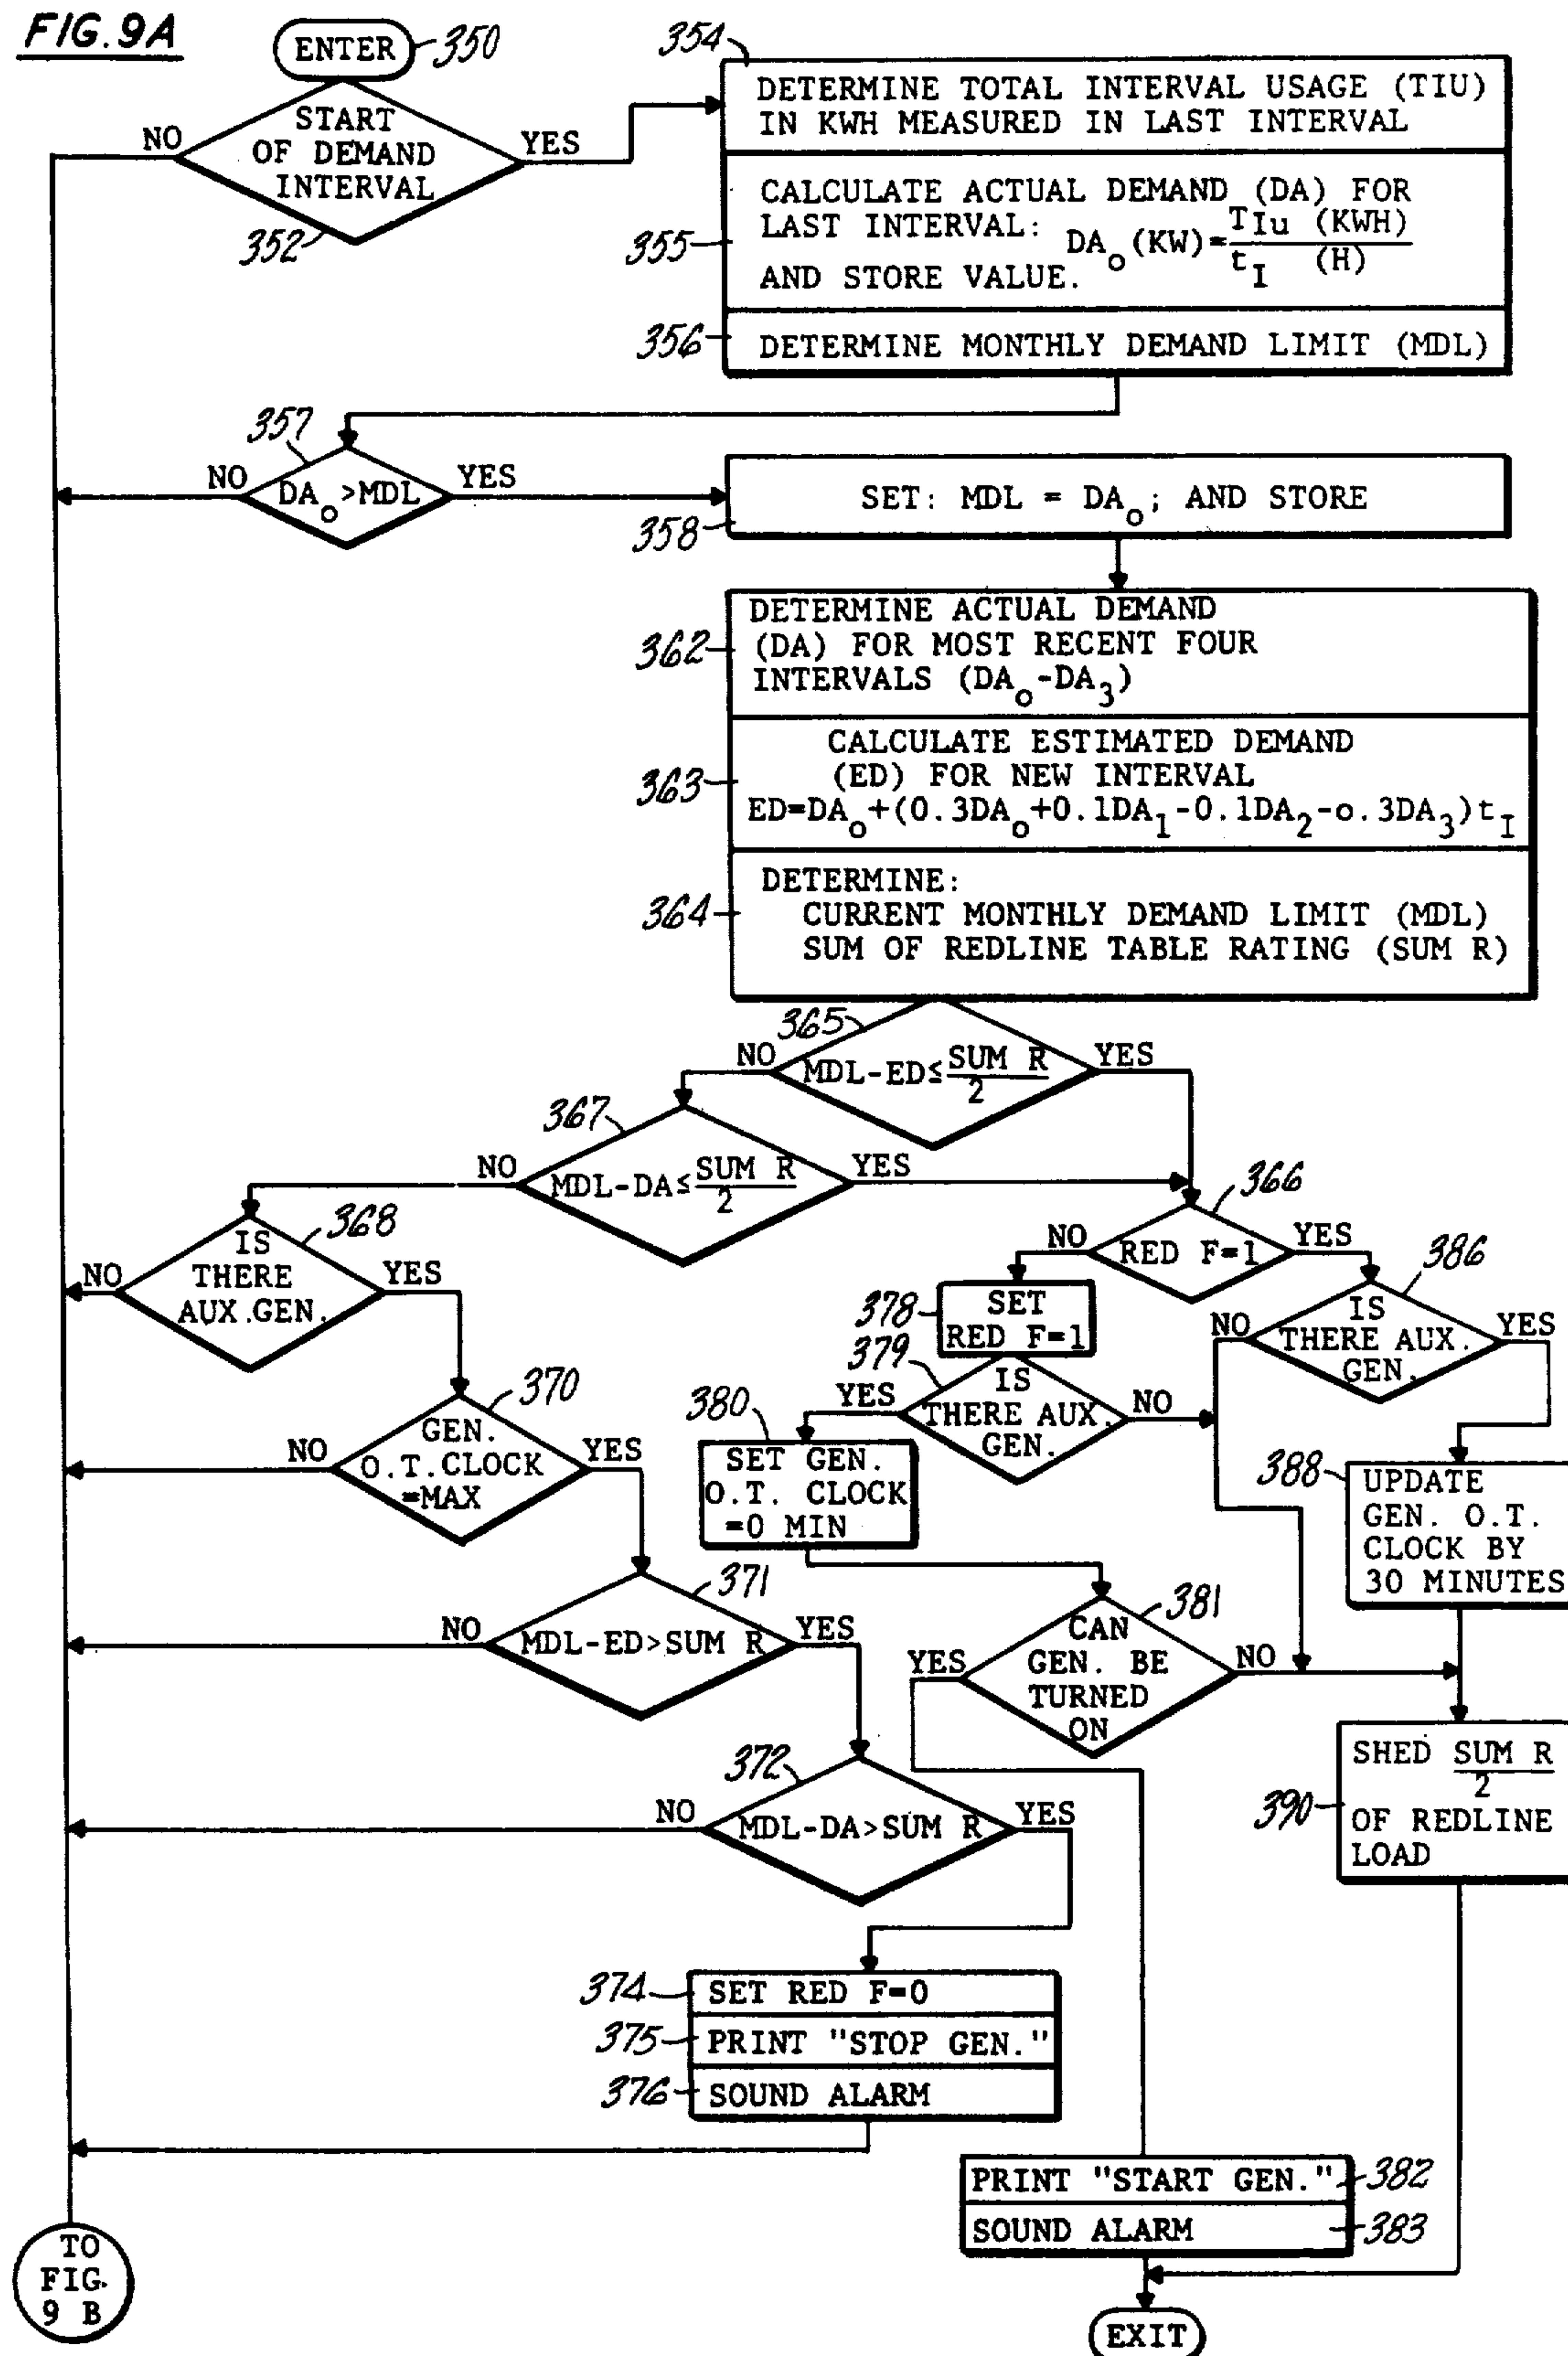 FIG. 9A
ENTER
350
START
OF DEMAND
INTERVAL
NO
YES
352
354
DETERMINE TOTAL INTERVAL USAGE (TIU)
IN KWH MEASURED IN LAST INTERVAL
355
CALCULATE ACTUAL DEMAND (DA) FOR
LAST INTERVAL: DAo(KW)=TIu (KWH)/tI (H)
AND STORE VALUE.
356
DETERMINE MONTHLY DEMAND LIMIT (MDL)
357
NO
DAo>MDL
YES
358
SET: MDL = DAo; AND STORE
362
DETERMINE ACTUAL DEMAND
(DA) FOR MOST RECENT FOUR
INTERVALS (DAo-DA3)
363
CALCULATE ESTIMATED DEMAND
(ED) FOR NEW INTERVAL
ED=DAo+(0.3DAo+0.1DA1-0.1DA2-o.3DA3)tI
364
DETERMINE:
CURRENT MONTHLY DEMAND LIMIT (MDL)
SUM OF REDLINE TABLE RATING (SUM R)
365
NO
MDL-ED≤SUM R/2
YES
367
NO
MDL-DA≤SUM R/2
YES
366
NO
RED F=1
YES
368
NO
IS
THERE
AUX.GEN.
YES
378
SET
RED F=1
386
NO
IS
THERE AUX.
GEN.
YES
379
YES
IS
THERE AUX.
GEN.
NO
370
NO
GEN.
O.T.CLOCK
=MAX
YES
380
SET GEN.
O.T. CLOCK
=0 MIN
388
UPDATE
GEN. O.T.
CLOCK BY
30 MINUTES
371
NO
MDL-ED>SUM R
YES
381
YES
CAN
GEN. BE
TURNED
ON
NO
372
NO
MDL-DA>SUM R
YES
390
SHED SUM R/2
OF REDLINE
LOAD
374
SET RED F=0
375
PRINT "STOP GEN."
376
SOUND ALARM
PRINT "START GEN."
382
SOUND ALARM
383
TO
FIG.
9 B
EXIT